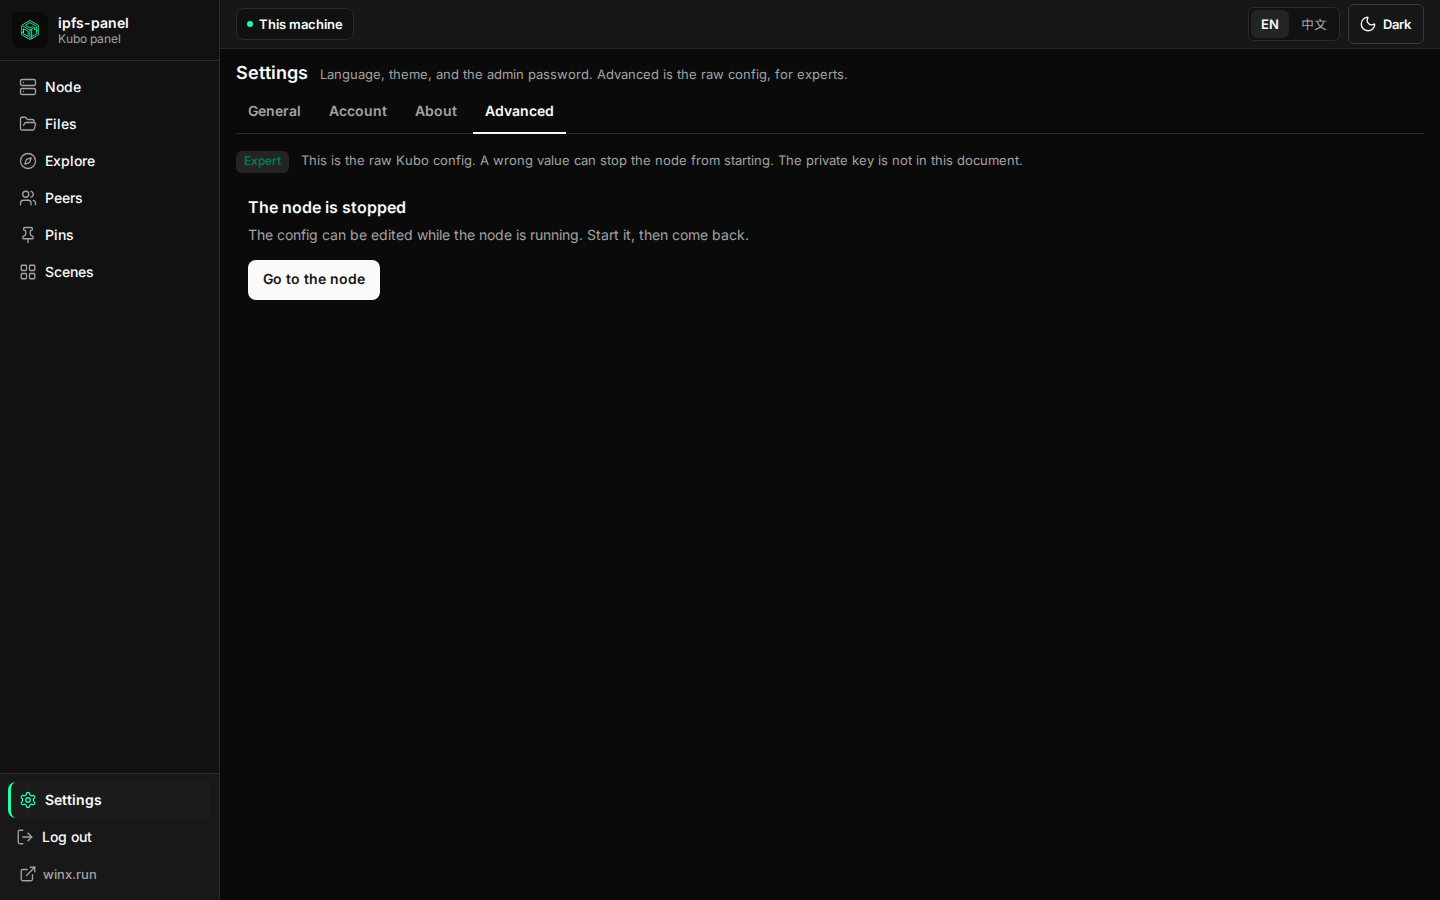 ipfs-panel
Kubo panel
This machine
EN
中文
Dark
Node
Files
Explore
Peers
Pins
Scenes
Settings
Log out
winx.run
Settings
Language, theme, and the admin password. Advanced is the raw config, for experts.
General
Account
About
Advanced
Expert
This is the raw Kubo config. A wrong value can stop the node from starting. The private key is not in this document.
The node is stopped
The config can be edited while the node is running. Start it, then come back.
Go to the node